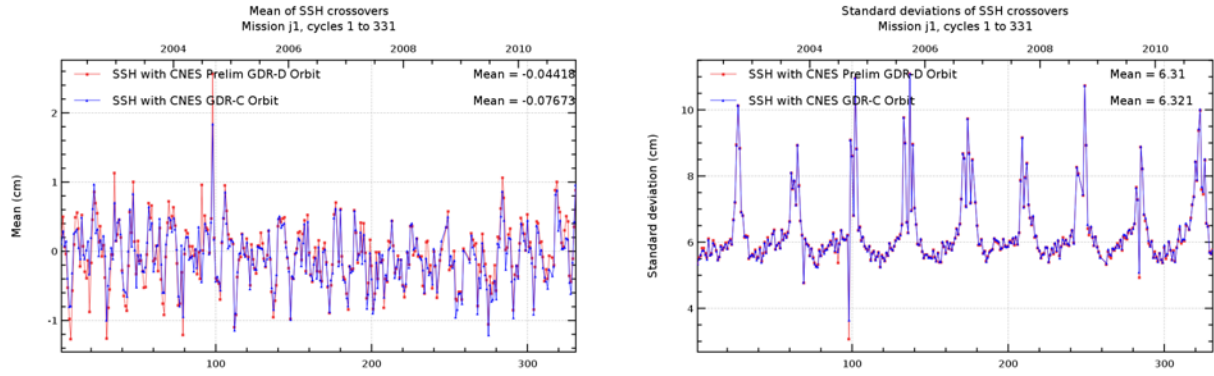 Mean of SSH crossovers
Mission j1, cycles 1 to 331
2004 2006 2008 2010
SSH with CNES Prelim GDR-D Orbit Mean = -0.04418
SSH with CNES GDR-C Orbit Mean = -0.07673
Mean (cm)
2
1
0
-1
100 200 300
Standard deviations of SSH crossovers
Mission j1, cycles 1 to 331
2004 2006 2008 2010
SSH with CNES Prelim GDR-D Orbit Mean = 6.31
SSH with CNES GDR-C Orbit Mean = 6.321
Standard deviation (cm)
10
8
6
4
100 200 300